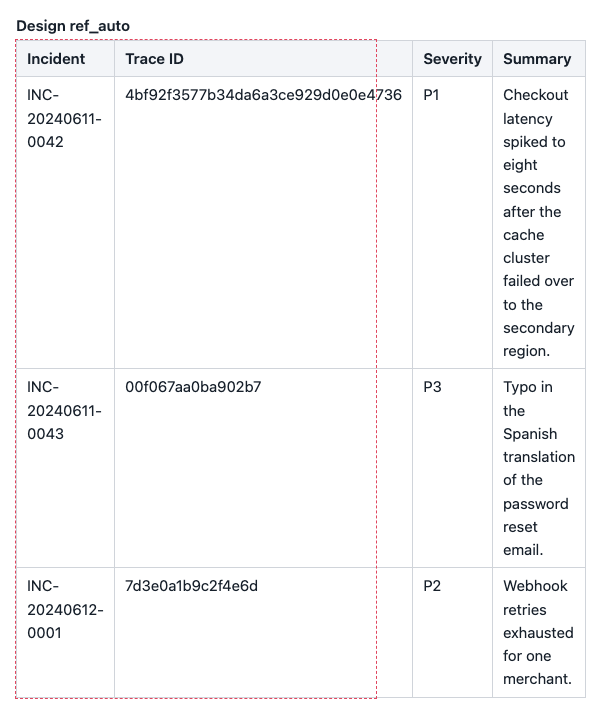 Design ref_auto
Incident Trace ID Severity Summary
INC- 4bf92f3577b34da6a3ce929d0e0e4736 P1 Checkout
20240611- latency
0042 spiked to
eight
seconds
after the
cache
cluster
failed over
to the
secondary
region.
INC- 00f067aa0ba902b7 P3 Typo in
20240611- the
0043 Spanish
translation
of the
password
reset
email.
INC- 7d3e0a1b9c2f4e6d P2 Webhook
20240612- retries
0001 exhausted
for one
merchant.